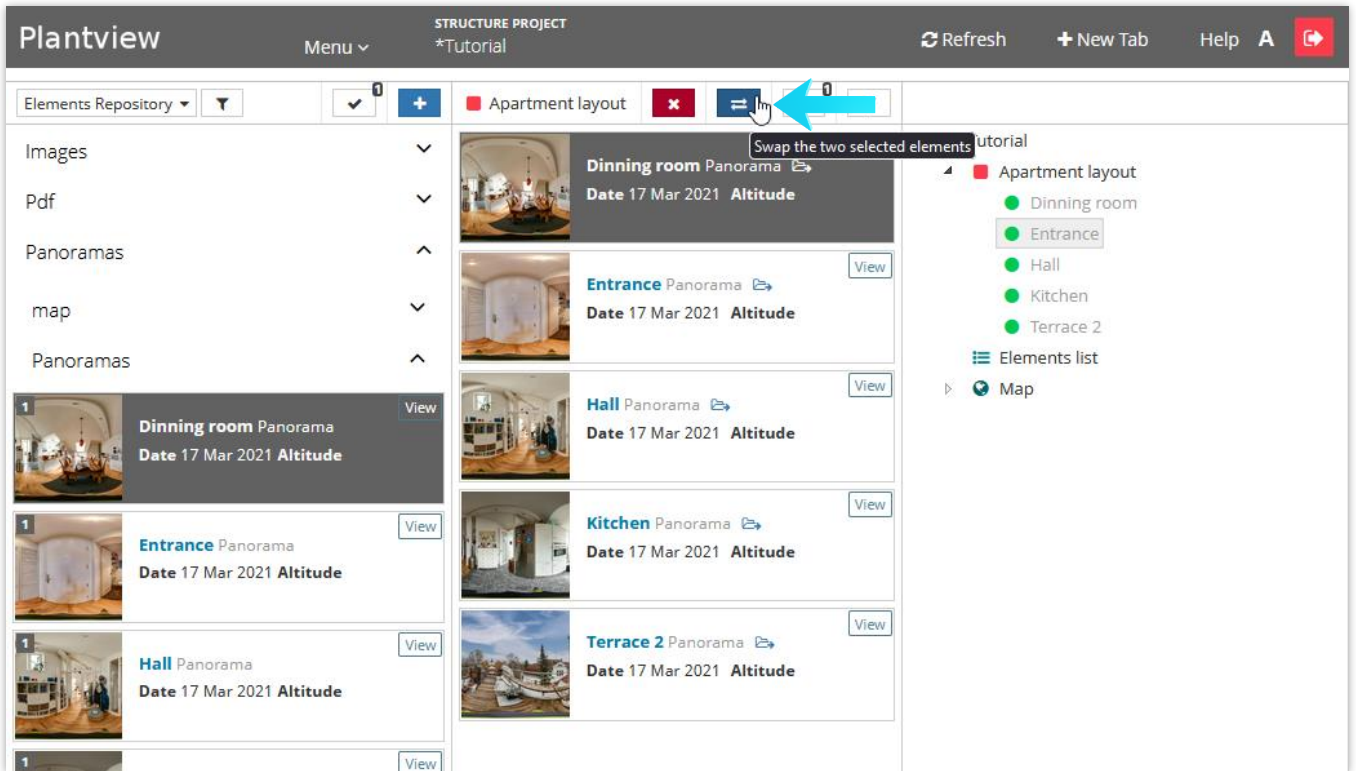 Plantview
Menu
STRUCTURE PROJECT
*Tutorial
Refresh
New Tab
Help
A
Elements Repository
1
Apartment layout
Swap the two selected elements
Images
Pdf
Panoramas
map
Panoramas
1
Dinning room Panorama
View
Date 17 Mar 2021 Altitude
1
Entrance Panorama
View
Date 17 Mar 2021 Altitude
1
Hall Panorama
View
Date 17 Mar 2021 Altitude
1
View
Dinning room Panorama
Date 17 Mar 2021 Altitude
View
Entrance Panorama
Date 17 Mar 2021 Altitude
View
Hall Panorama
Date 17 Mar 2021 Altitude
View
Kitchen Panorama
Date 17 Mar 2021 Altitude
View
Terrace 2 Panorama
Date 17 Mar 2021 Altitude
Apartment layout
Dinning room
Entrance
Hall
Kitchen
Terrace 2
Elements list
Map